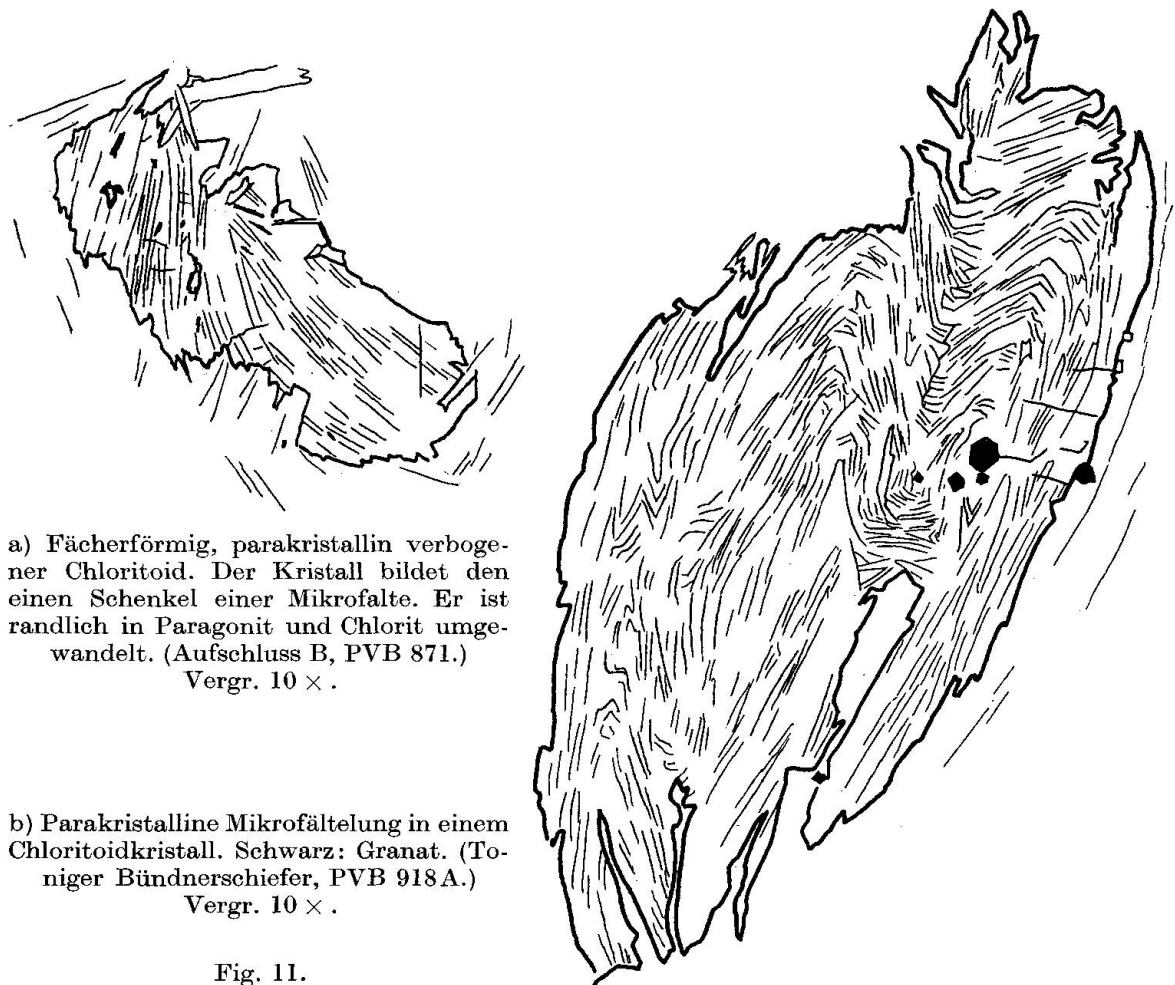 a) Fächerförmig, parakristallin verboge-
ner Chloritoid. Der Kristall bildet den
einen Schenkel einer Mikrofalte. Er ist
randlich in Paragonit und Chlorit umge-
wandelt. (Aufschluss B, PVB 871.)
Vergr. 10 × .
b) Parakristalline Mikrofältelung in einem
Chloritoidkristall. Schwarz: Granat. (To-
niger Bündnerschiefer, PVB 918A.)
Vergr. 10 × .
Fig. 11.